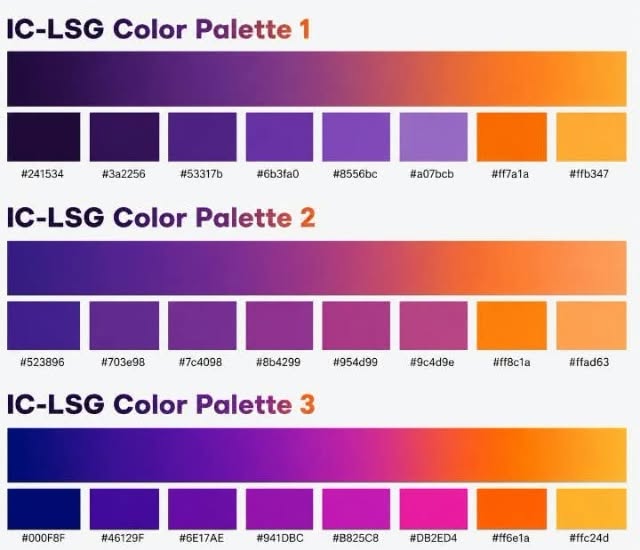 IC-LSG Color Palette 1
#241534 #3a2256 #53317b #6b3fa0 #8556bc #a07bcb #ff7a1a #ffb347
IC-LSG Color Palette 2
#523896 #703e98 #7c4098 #8b4299 #954d99 #9c4d9e #ff8c1a #ffad63
IC-LSG Color Palette 3
#000F8F #46129F #6E17AE #941DBC #B825C8 #DB2ED4 #ff6e1a #ffc24d